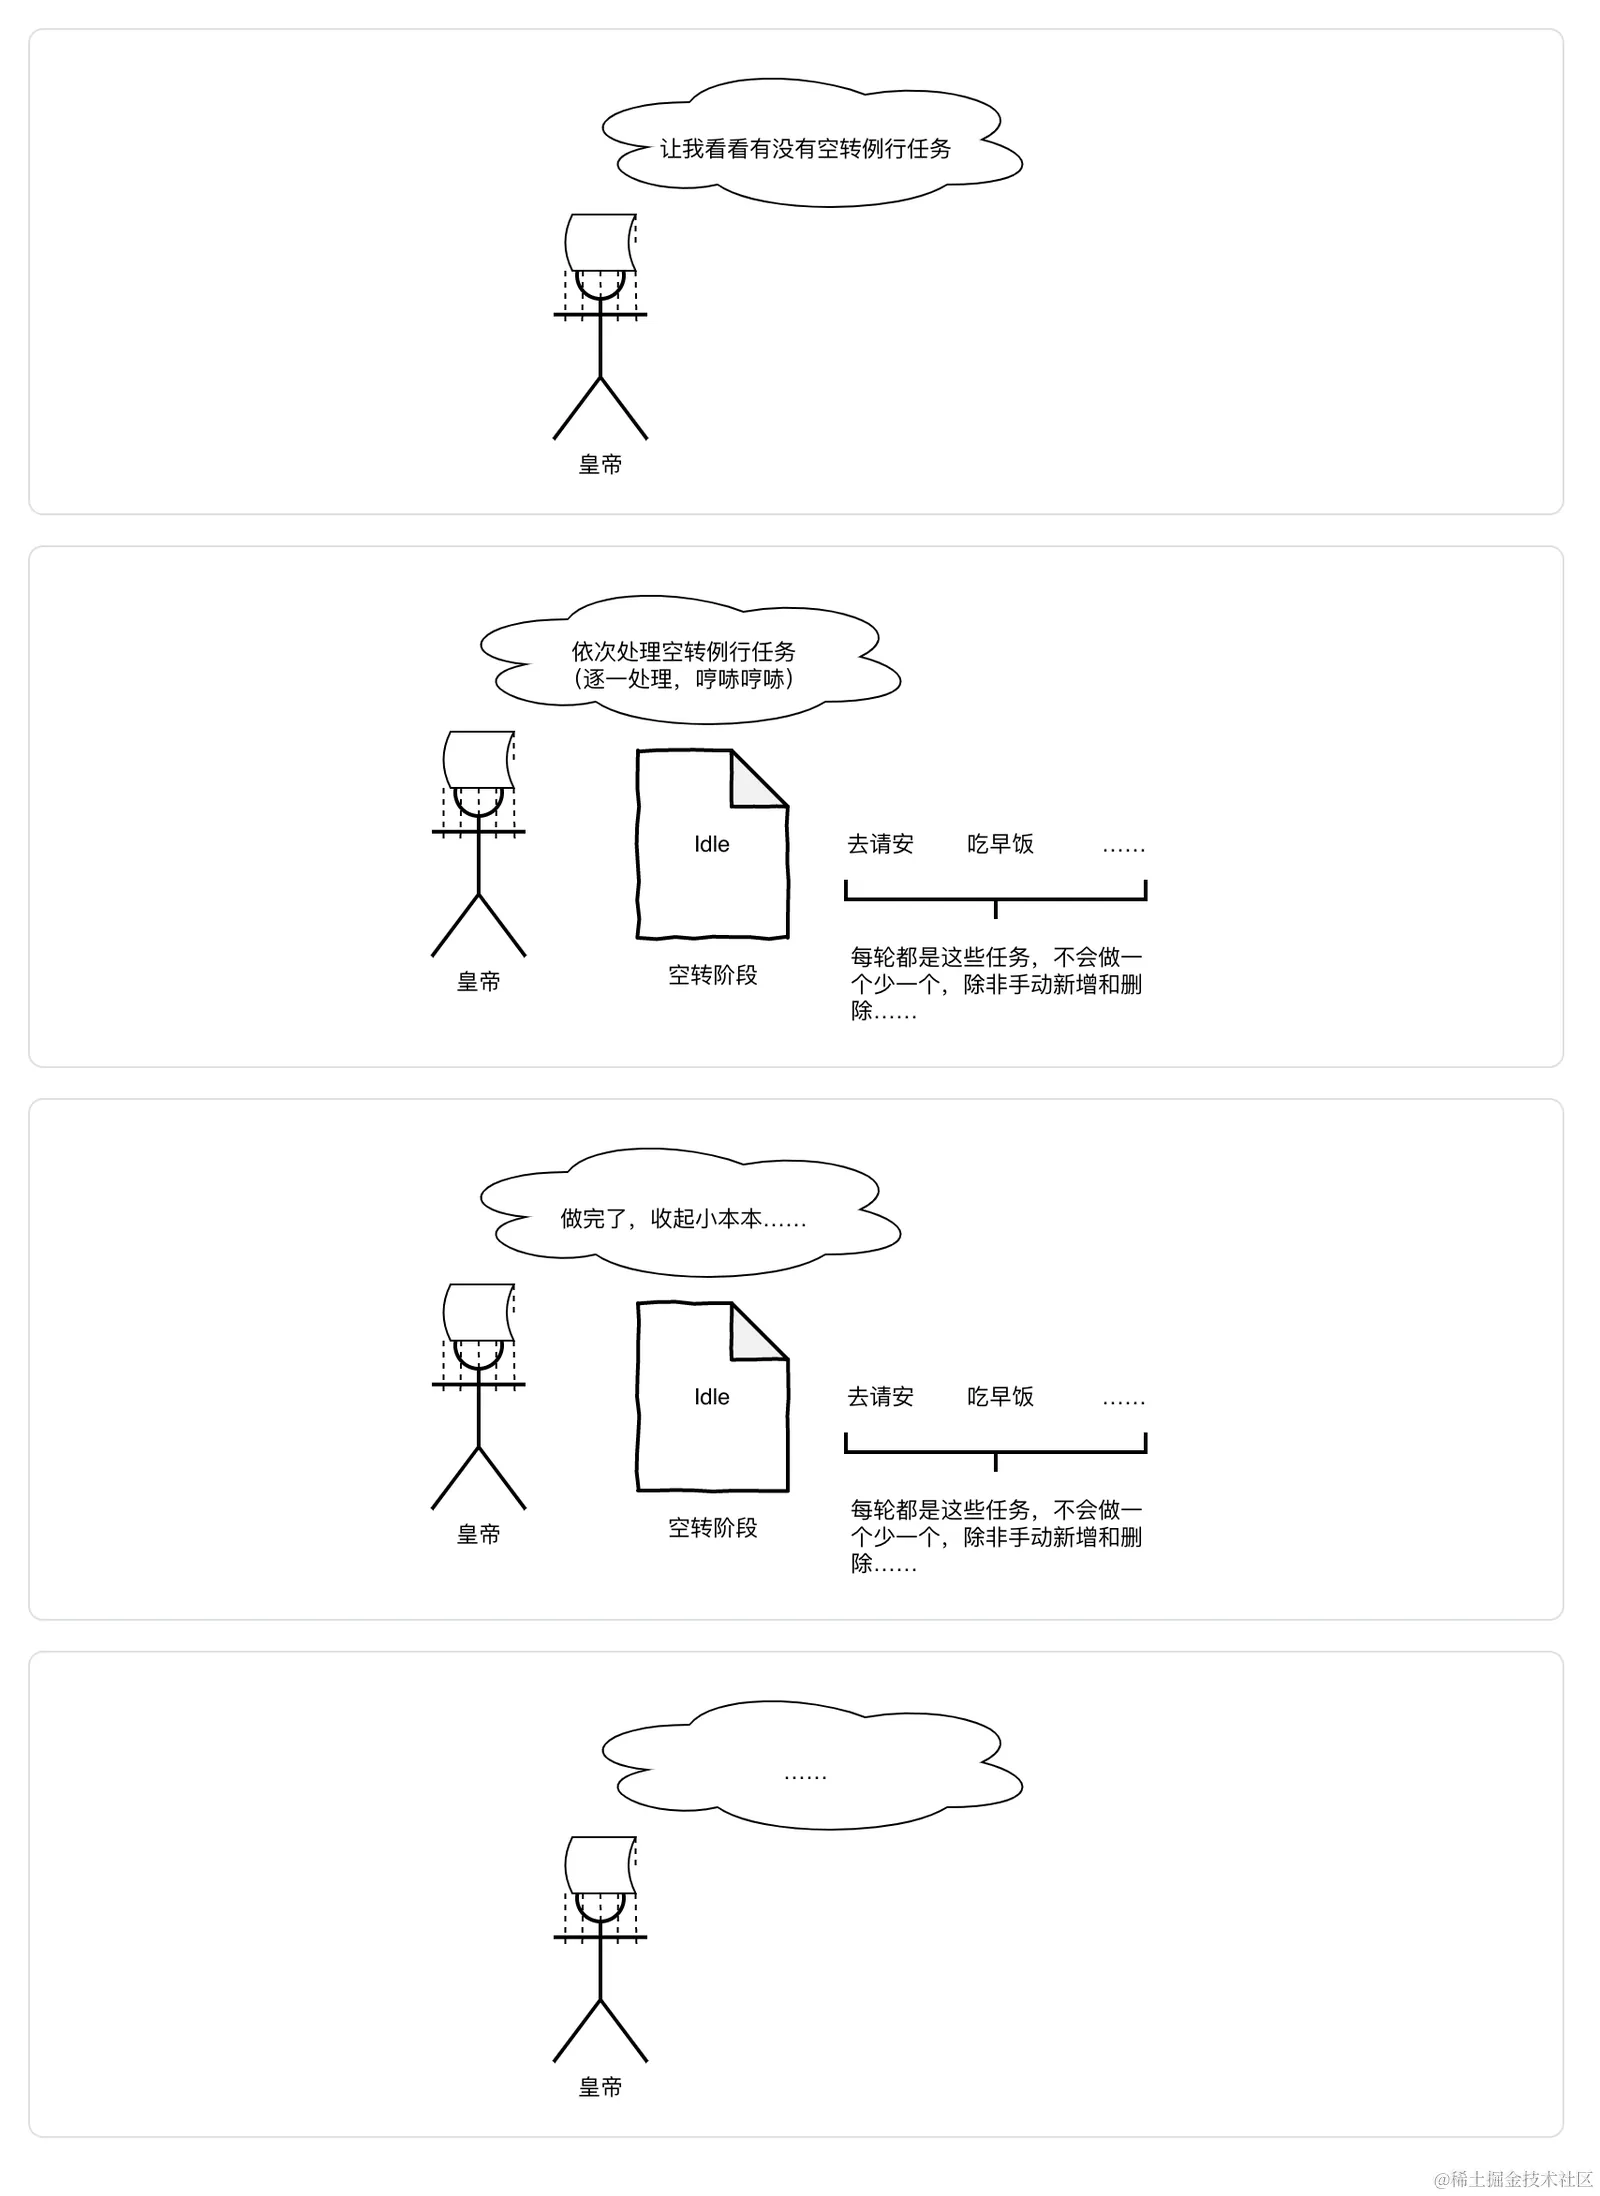 让我看看有没有空转例行任务
皇帝
依次处理空转例行任务
（逐一处理，哼哧哼哧）
Idle
去请安 吃早饭 ……
每轮都是这些任务，不会做一
个少一个，除非手动新增和删
除……
空转阶段
皇帝
做完了，收起小本本……
Idle
去请安 吃早饭 ……
每轮都是这些任务，不会做一
个少一个，除非手动新增和删
除……
空转阶段
皇帝
……
皇帝
@稀土掘金技术社区